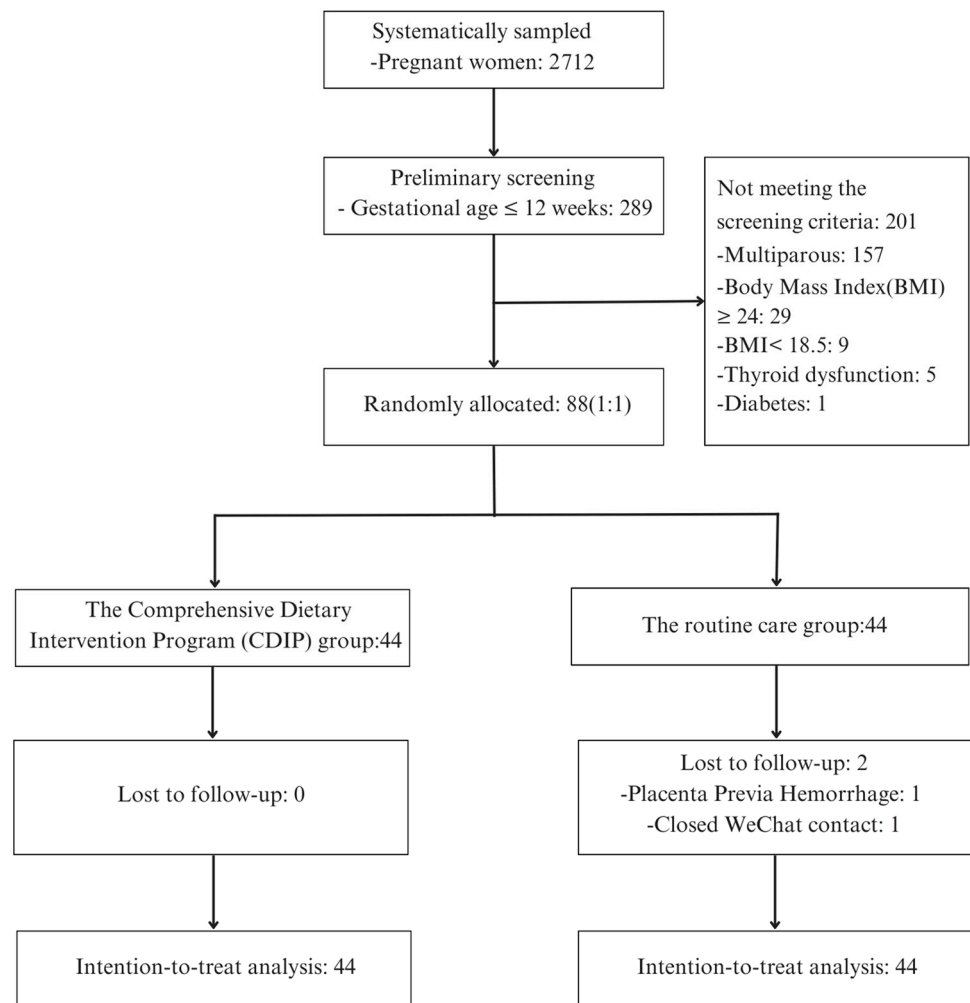 Systematically sampled
-Pregnant women: 2712
Preliminary screening
- Gestational age ≤ 12 weeks: 289
Not meeting the
screening criteria: 201
-Multiparous: 157
-Body Mass Index(BMI)
≥ 24: 29
-BMI< 18.5: 9
-Thyroid dysfunction: 5
-Diabetes: 1
Randomly allocated: 88(1:1)
The Comprehensive Dietary
Intervention Program (CDIP) group:44
The routine care group:44
Lost to follow-up: 0
Lost to follow-up: 2
-Placenta Previa Hemorrhage: 1
-Closed WeChat contact: 1
Intention-to-treat analysis: 44
Intention-to-treat analysis: 44